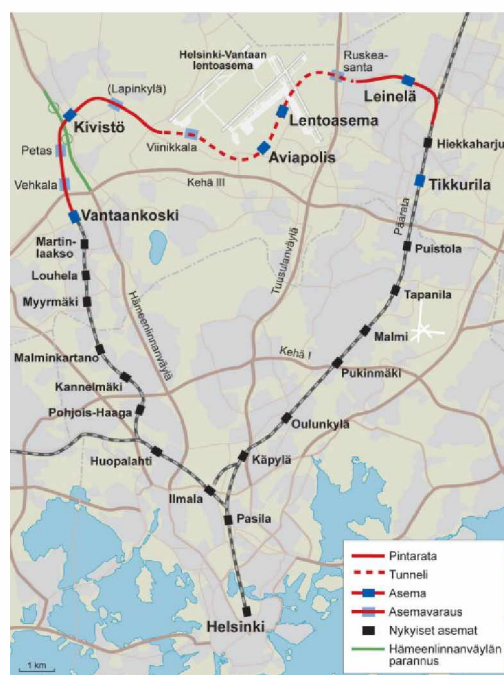 Helsinki-Vantaan
lentoasema
Ruskea-
santa
(Lapinkylä)
Leinelä
Kivistö
Lentoasema
Petas
Viinikkala
Aviapolis
Hiekkaharju
Vehkala
Kehä III
Tikkurila
Vantaankoski
Päärata
Martin-
laakso
Puistola
Louhela
Tuusulanväylä
Myyrmäki
Hämeenlinnanväylä
Tapanila
Malmi
Malminkartano
Kehä I
Kannelmäki
Pukinmäki
Pohjois-Haaga
Oulunkylä
Huopalahti
Käpylä
Ilmala
Pasila
Helsinki
Pintarata
Tunneli
Asema
Asemavaraus
Nykyiset asemat
Hämeenlinnanväylän
parannus
1 km